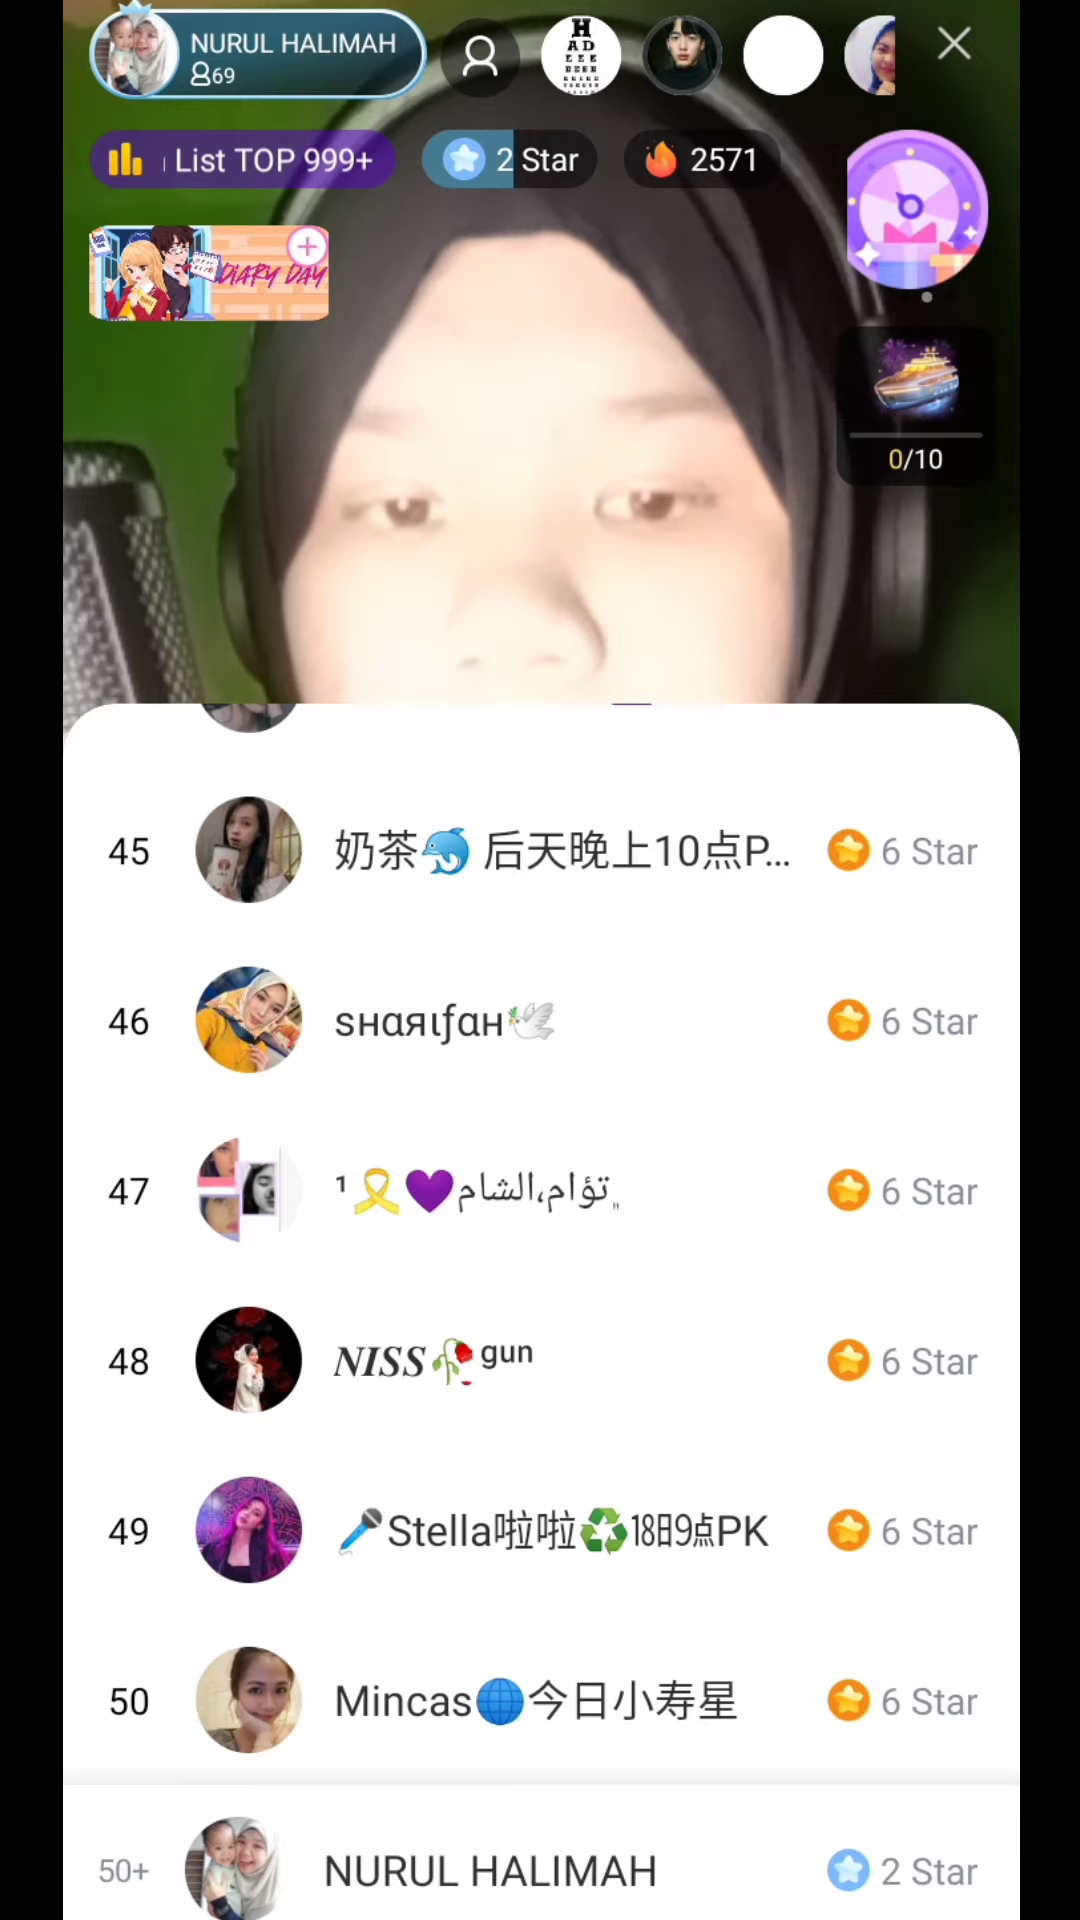 NURUL HALIMAH
69
H
A D
List TOP 999+
2 Star
2571
DiARY DAY
0/10
45 奶茶🐬 后天晚上10点P... 6 Star
46 sнαяιƒαн🕊️ 6 Star
47 ¹🎗️💜تؤام،الشام 6 Star
48 𝑵𝑰𝑺𝑺🥀ᵍᵘⁿ 6 Star
49 🎤Stella啦啦♻️㏱9点PK 6 Star
50 Mincas🌐今日小寿星 6 Star
50+ NURUL HALIMAH 2 Star